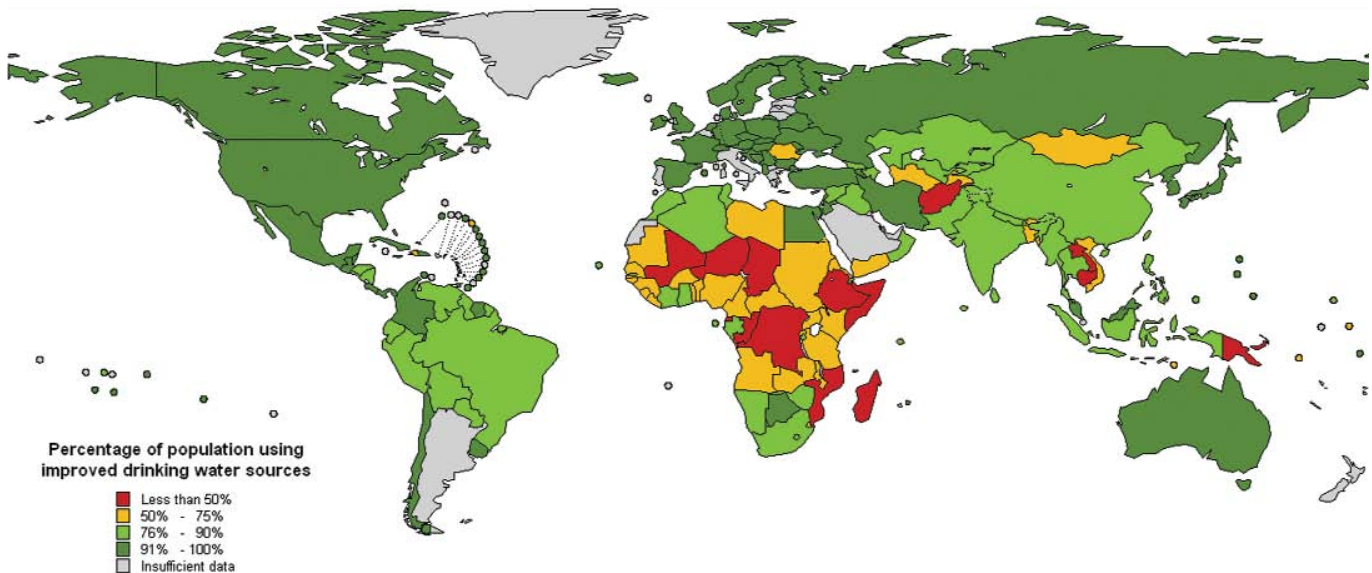 Percentage of population using
improved drinking water sources
Less than 50%
50% - 75%
76% - 90%
91% - 100%
Insufficient data